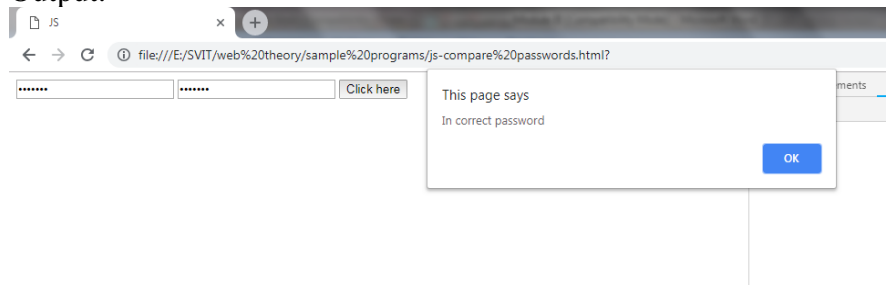 Output:
JS
file:///E:/SVIT/web%20theory/sample%20programs/js-compare%20passwords.html?
Click here
This page says
In correct password
OK
ments